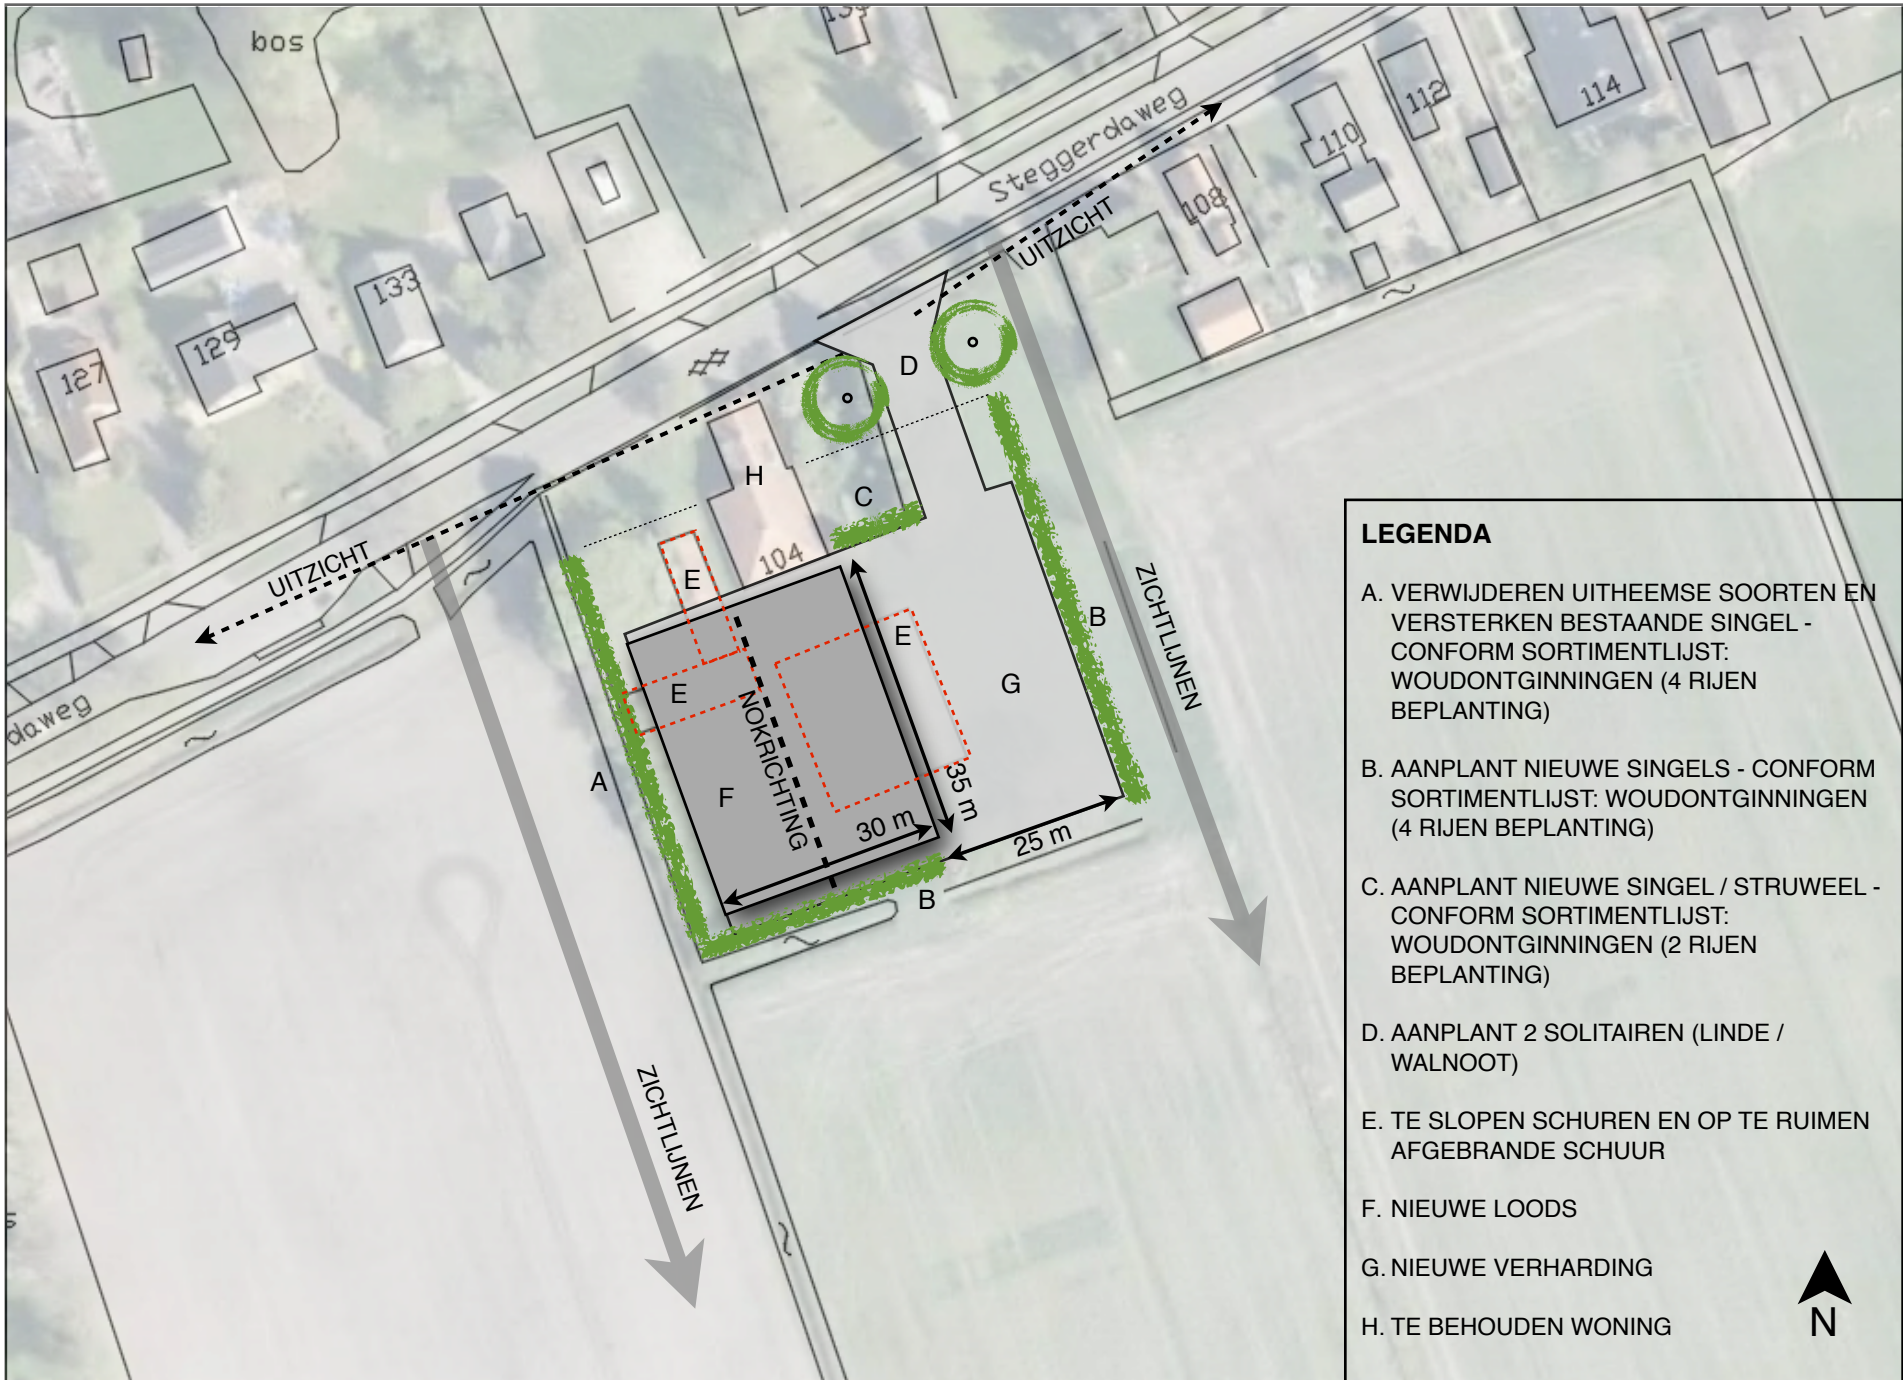 bos
139
Steggerdaweg
112
114
110
108
UITZICHT
133
129
127
D
H
C
104
UITZICHT
E
E
E
B
ZICHTLIJNEN
G
NOKRICHTING
A
F
35 m
30 m
25 m
B
daweg
ZICHTLIJNEN
LEGENDA
A. VERWIJDEREN UITHEEMSE SOORTEN EN
VERSTERKEN BESTAANDE SINGEL -
CONFORM SORTIMENTLIJST:
WOUDONTGINNINGEN (4 RIJEN
BEPLANTING)
B. AANPLANT NIEUWE SINGELS - CONFORM
SORTIMENTLIJST: WOUDONTGINNINGEN
(4 RIJEN BEPLANTING)
C. AANPLANT NIEUWE SINGEL / STRUWEEL -
CONFORM SORTIMENTLIJST:
WOUDONTGINNINGEN (2 RIJEN
BEPLANTING)
D. AANPLANT 2 SOLITAIREN (LINDE /
WALNOOT)
E. TE SLOPEN SCHUREN EN OP TE RUIMEN
AFGEBRANDE SCHUUR
F. NIEUWE LOODS
G. NIEUWE VERHARDING
H. TE BEHOUDEN WONING
N